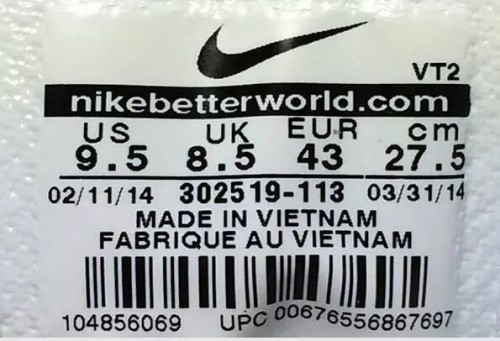 VT2
nikebetterworld.com
US UK EUR cm
9.5 8.5 43 27.5
02/11/14 302519-113 03/31/14
MADE IN VIETNAM
FABRIQUE AU VIETNAM
104856069 UPC 00676556867697